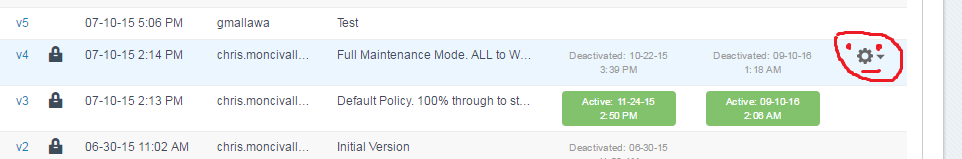 v5 07-10-15 5:06 PM gmallawa Test
v4 07-10-15 2:14 PM chris.moncivall... Full Maintenance Mode. ALL to W... Deactivated: 10-22-15 Deactivated: 09-10-16
3:39 PM 1:18 AM
v3 07-10-15 2:13 PM chris.moncivall... Default Policy. 100% through to st... Active: 11-24-15 Active: 09-10-16
2:50 PM 2:06 AM
v2 06-30-15 11:02 AM chris.moncivall... Initial Version Deactivated: 06-30-15